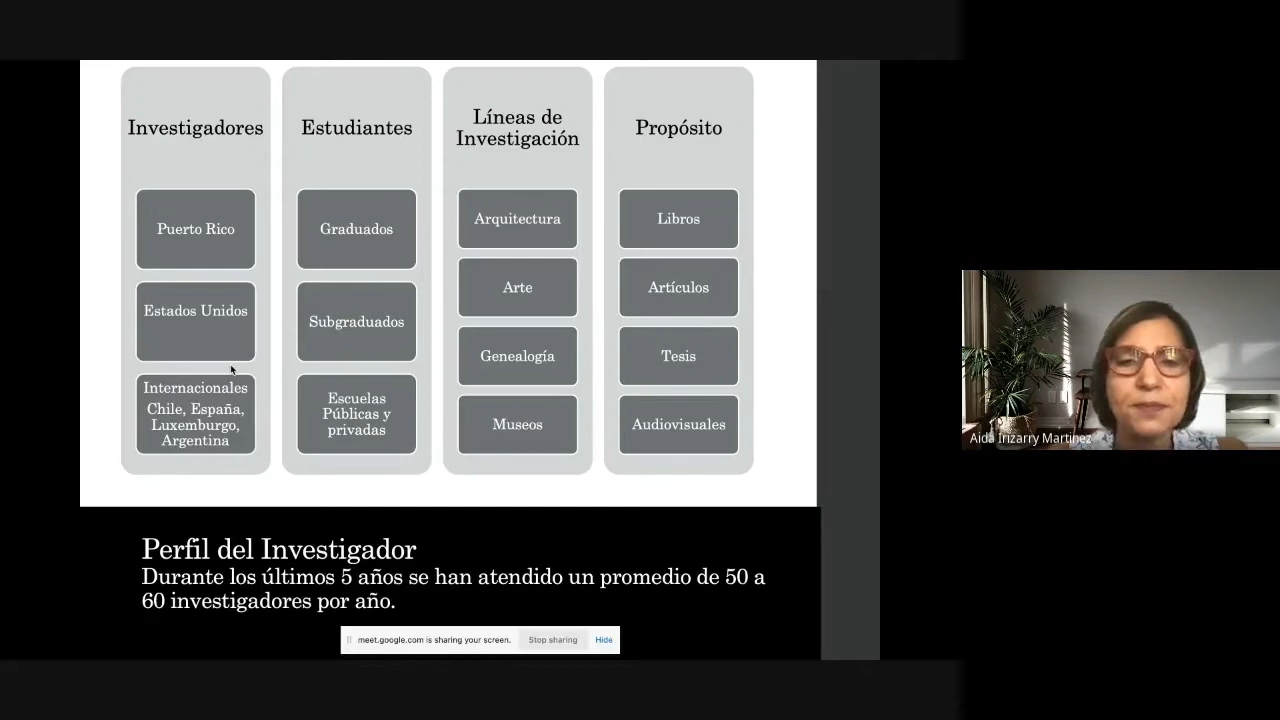 Investigadores
Puerto Rico
Estados Unidos
Internacionales
Chile, España,
Luxemburgo,
Argentina
Estudiantes
Graduados
Subgraduados
Escuelas
Públicas y
privadas
Líneas de
Investigación
Arquitectura
Arte
Genealogía
Museos
Propósito
Libros
Artículos
Tesis
Audiovisuales
Perfil del Investigador
Durante los últimos 5 años se han atendido un promedio de 50 a
60 investigadores por año.
meet.google.com is sharing your screen.
Stop sharing
Hide
Aida Irizarry Martinez